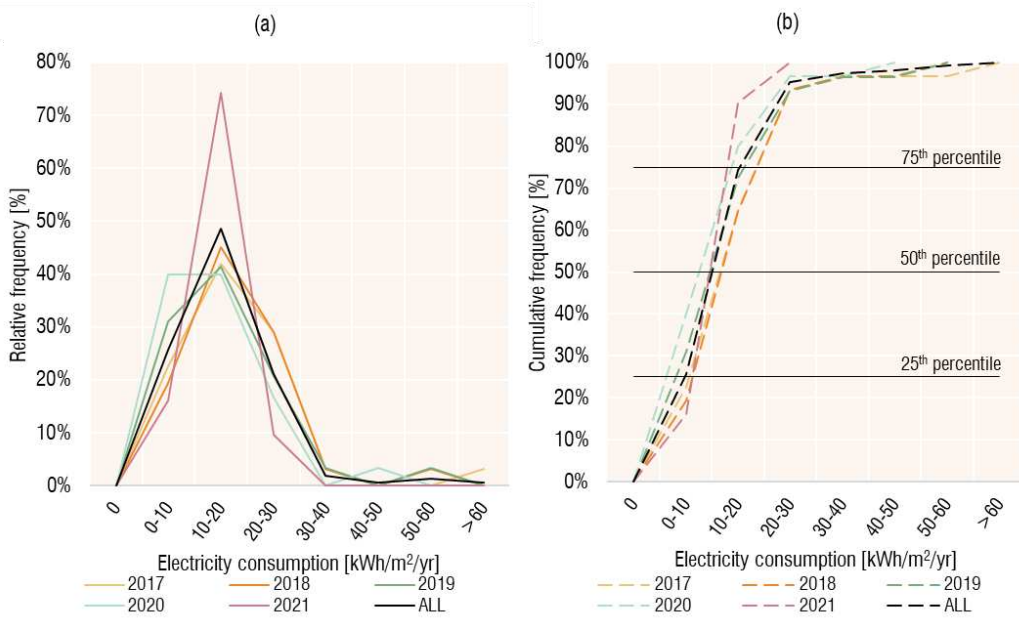 (a)
80%
70%
60%
50%
40%
30%
20%
10%
0%
Relative frequency [%]
0
0-10
10-20
20-30
30-40
40-50
50-60
>60
Electricity consumption [kWh/m²/yr]
2017 2018 2019
2020 2021 ALL
(b)
100%
90%
80%
70%
60%
50%
40%
30%
20%
10%
0%
Cumulative frequency [%]
75th percentile
50th percentile
25th percentile
0
0-10
10-20
20-30
30-40
40-50
50-60
>60
Electricity consumption [kWh/m²/yr]
2017 2018 2019
2020 2021 ALL